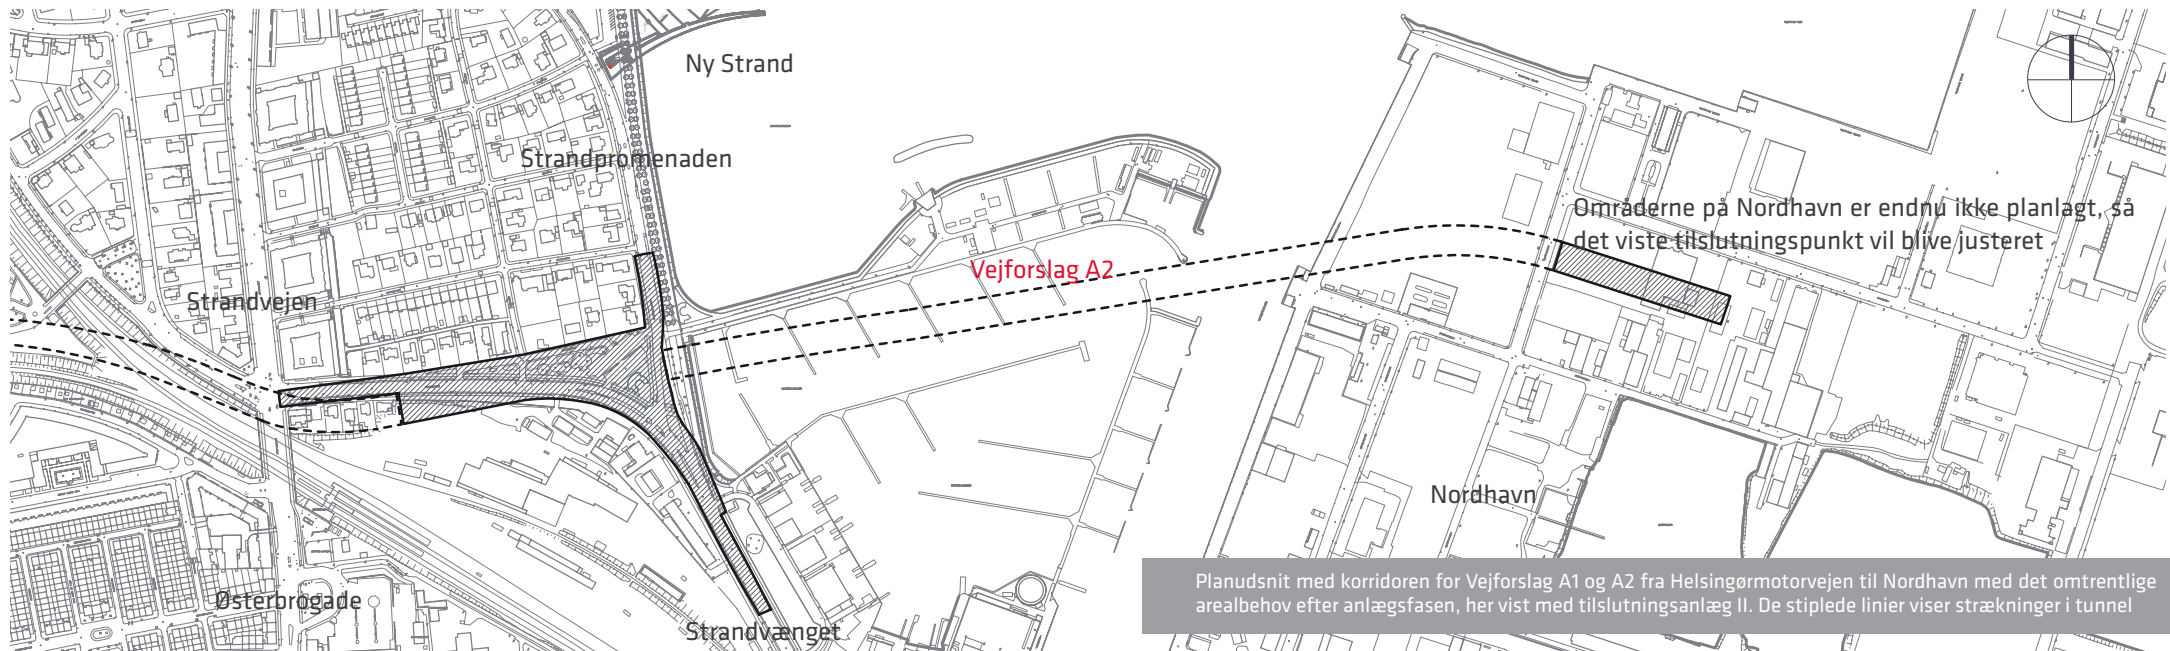 Ny Strand
Strandpromenaden
Områderne på Nordhavn er endnu ikke planlagt, så
det viste tilslutningspunkt vil blive justeret
Vejforslag A2
Strandvejen
Nordhavn
Planudsnit med korridoren for Vejforslag A1 og A2 fra Helsingørmotorvejen til Nordhavn med det omtrentlige
arealbehov efter anlægsfasen, her vist med tilslutningsanlæg II. De stiplede linier viser strækninger i tunnel
Østerbrogade
Strandvænget